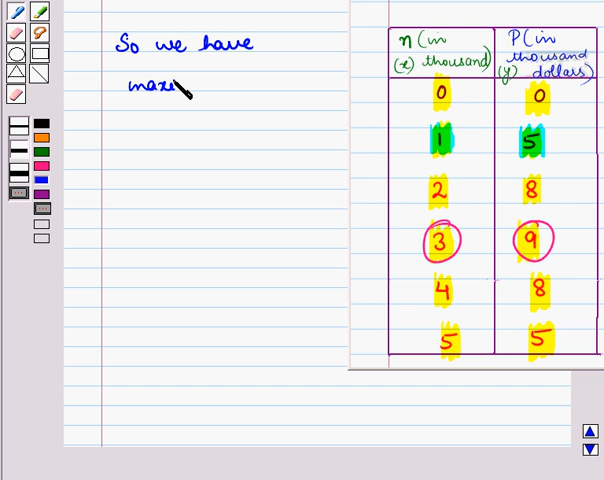 So we have
maxi
n (in
(x) thousand)
P (in
thousand
(y) dollars)
0 0
1 5
2 8
3 9
4 8
5 5